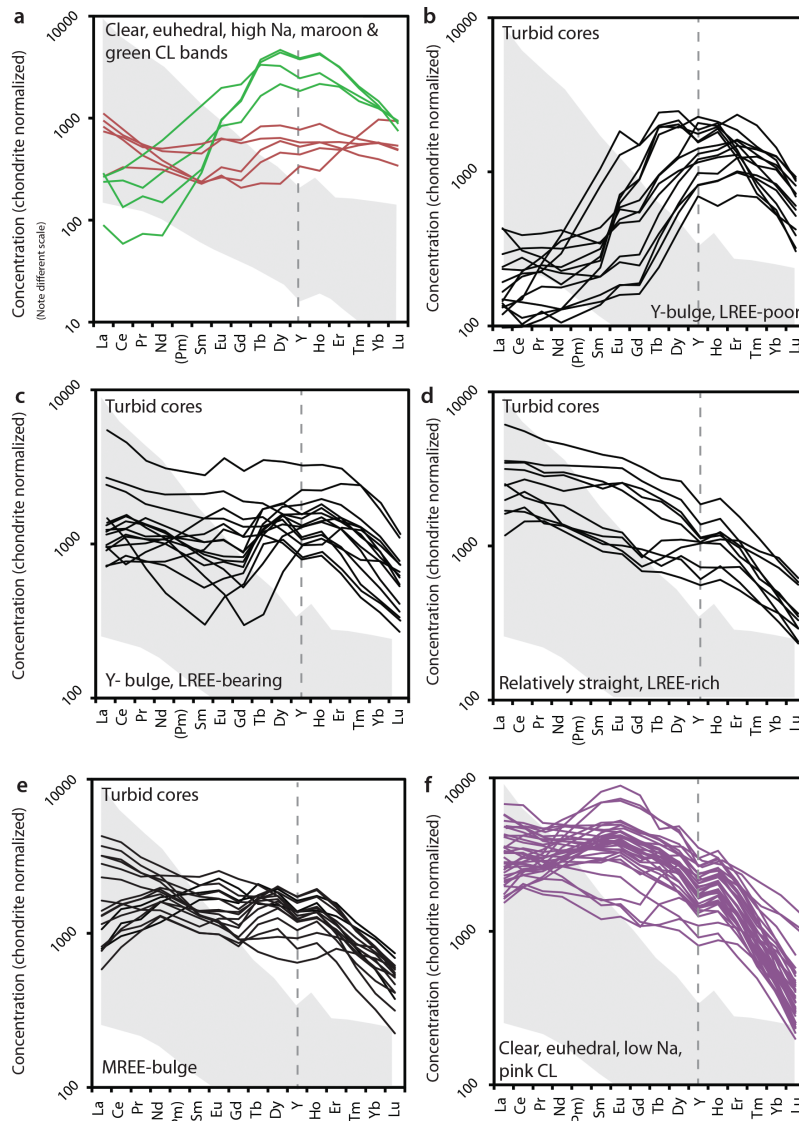 a
Clear, euhedral, high Na, maroon &
green CL bands
Concentration (chondrite normalized)
(Note different scale)
10000
1000
100
10
La Ce Pr Nd (Pm) Sm Eu Gd Tb Dy Y Ho Er Tm Yb Lu
b
Turbid cores
Concentration (chondrite normalized)
10000
1000
100
Y-bulge, LREE-poor
La Ce Pr Nd (Pm) Sm Eu Gd Tb Dy Y Ho Er Tm Yb Lu
c
Turbid cores
Concentration (chondrite normalized)
10000
1000
100
Y- bulge, LREE-bearing
La Ce Pr Nd (Pm) Sm Eu Gd Tb Dy Y Ho Er Tm Yb Lu
d
Turbid cores
Concentration (chondrite normalized)
10000
1000
100
Relatively straight, LREE-rich
La Ce Pr Nd (Pm) Sm Eu Gd Tb Dy Y Ho Er Tm Yb Lu
e
Turbid cores
Concentration (chondrite normalized)
10000
1000
100
MREE-bulge
La Ce Pr Nd Pm) Sm Eu Gd Tb Dy Y Ho Er Tm Yb Lu
f
Concentration (chondrite normalized)
10000
1000
100
Clear, euhedral, low Na,
pink CL
La Ce Pr Nd (Pm) Sm Eu Gd Tb Dy Y Ho Er Tm Yb Lu